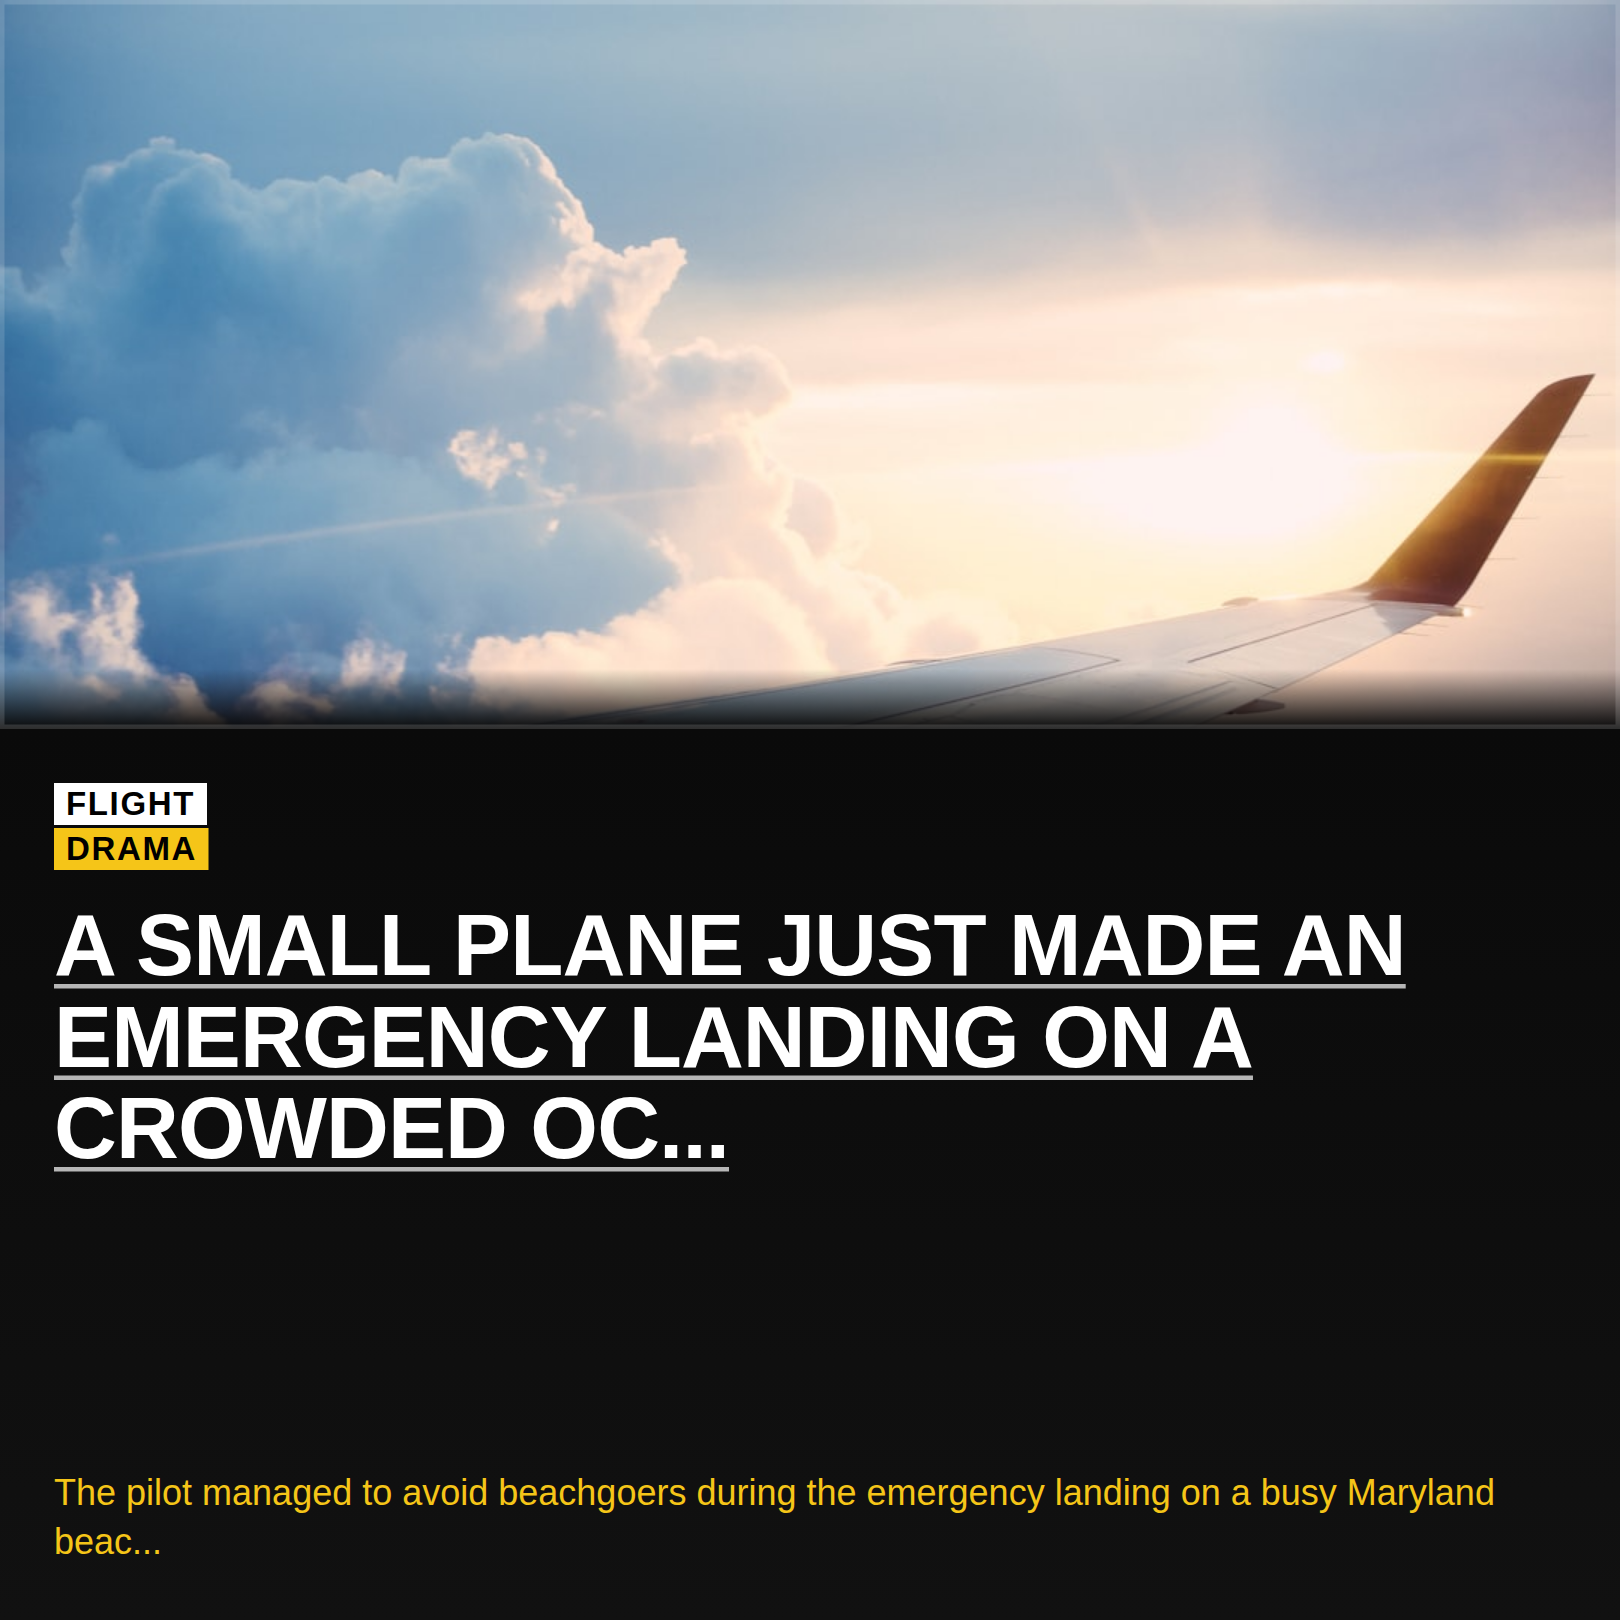 FLIGHT
DRAMA
A SMALL PLANE JUST MADE AN
EMERGENCY LANDING ON A
CROWDED OC...
The pilot managed to avoid beachgoers during the emergency landing on a busy Maryland
beac...